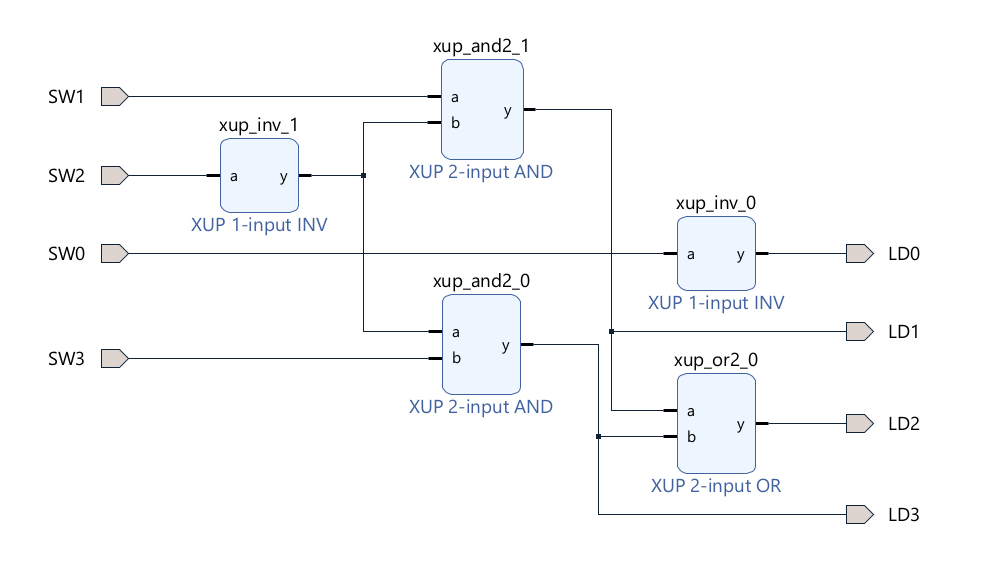 xup_and2_1
SW1
a
y
b
xup_inv_1
XUP 2-input AND
SW2
a
y
xup_inv_0
XUP 1-input INV
SW0
a
y
LD0
xup_and2_0
XUP 1-input INV
a
y
b
LD1
SW3
xup_or2_0
XUP 2-input AND
a
y
b
LD2
XUP 2-input OR
LD3